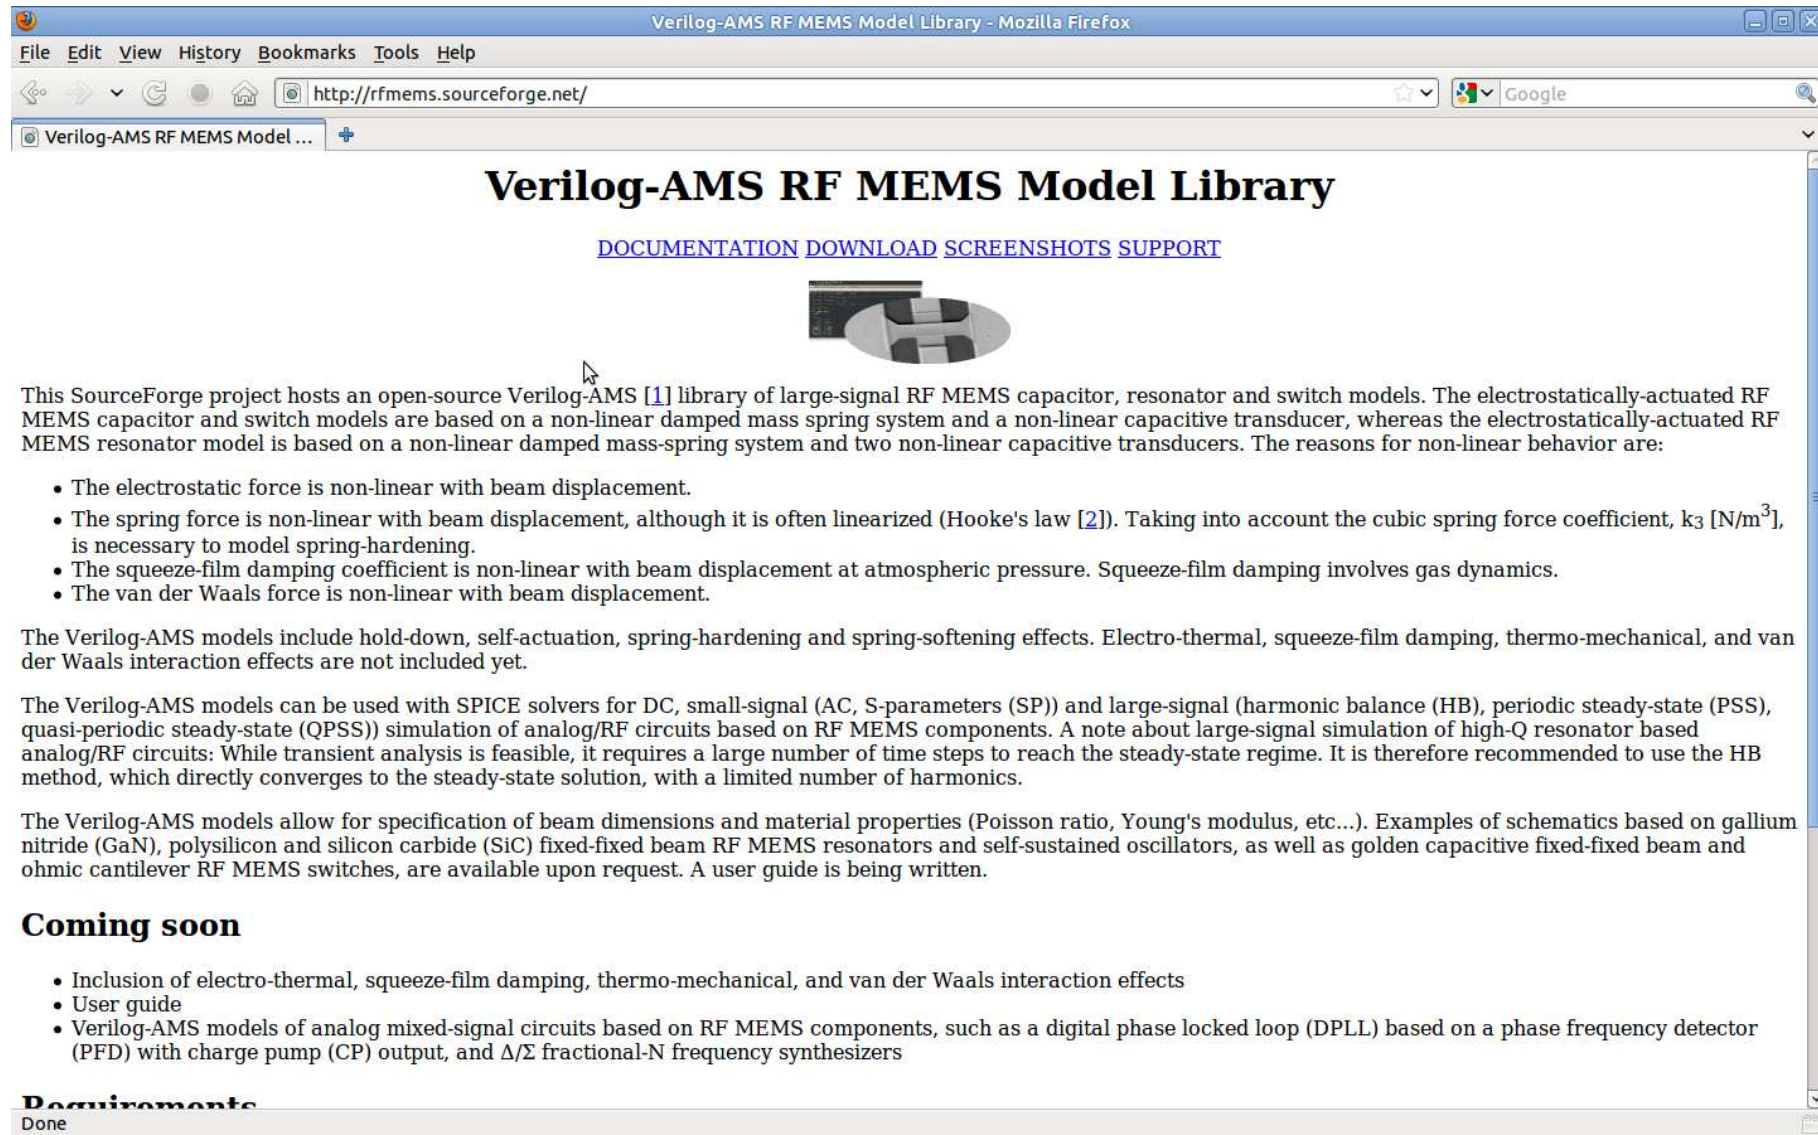 Verilog-AMS RF MEMS Model Library - Mozilla Firefox
File Edit View History Bookmarks Tools Help
http://rfmems.sourceforge.net/
Google
Verilog-AMS RF MEMS Model ...
Verilog-AMS RF MEMS Model Library
DOCUMENTATION DOWNLOAD SCREENSHOTS SUPPORT
This SourceForge project hosts an open-source Verilog-AMS [1] library of large-signal RF MEMS capacitor, resonator and switch models. The electrostatically-actuated RF
MEMS capacitor and switch models are based on a non-linear damped mass spring system and a non-linear capacitive transducer, whereas the electrostatically-actuated RF
MEMS resonator model is based on a non-linear damped mass-spring system and two non-linear capacitive transducers. The reasons for non-linear behavior are:
• The electrostatic force is non-linear with beam displacement.
• The spring force is non-linear with beam displacement, although it is often linearized (Hooke's law [2]). Taking into account the cubic spring force coefficient, k₃ [N/m³],
is necessary to model spring-hardening.
• The squeeze-film damping coefficient is non-linear with beam displacement at atmospheric pressure. Squeeze-film damping involves gas dynamics.
• The van der Waals force is non-linear with beam displacement.
The Verilog-AMS models include hold-down, self-actuation, spring-hardening and spring-softening effects. Electro-thermal, squeeze-film damping, thermo-mechanical, and van
der Waals interaction effects are not included yet.
The Verilog-AMS models can be used with SPICE solvers for DC, small-signal (AC, S-parameters (SP)) and large-signal (harmonic balance (HB), periodic steady-state (PSS),
quasi-periodic steady-state (QPSS)) simulation of analog/RF circuits based on RF MEMS components. A note about large-signal simulation of high-Q resonator based
analog/RF circuits: While transient analysis is feasible, it requires a large number of time steps to reach the steady-state regime. It is therefore recommended to use the HB
method, which directly converges to the steady-state solution, with a limited number of harmonics.
The Verilog-AMS models allow for specification of beam dimensions and material properties (Poisson ratio, Young's modulus, etc...). Examples of schematics based on gallium
nitride (GaN), polysilicon and silicon carbide (SiC) fixed-fixed beam RF MEMS resonators and self-sustained oscillators, as well as golden capacitive fixed-fixed beam and
ohmic cantilever RF MEMS switches, are available upon request. A user guide is being written.
Coming soon
• Inclusion of electro-thermal, squeeze-film damping, thermo-mechanical, and van der Waals interaction effects
• User guide
• Verilog-AMS models of analog mixed-signal circuits based on RF MEMS components, such as a digital phase locked loop (DPLL) based on a phase frequency detector
(PFD) with charge pump (CP) output, and Δ/Σ fractional-N frequency synthesizers
Requirements
Done